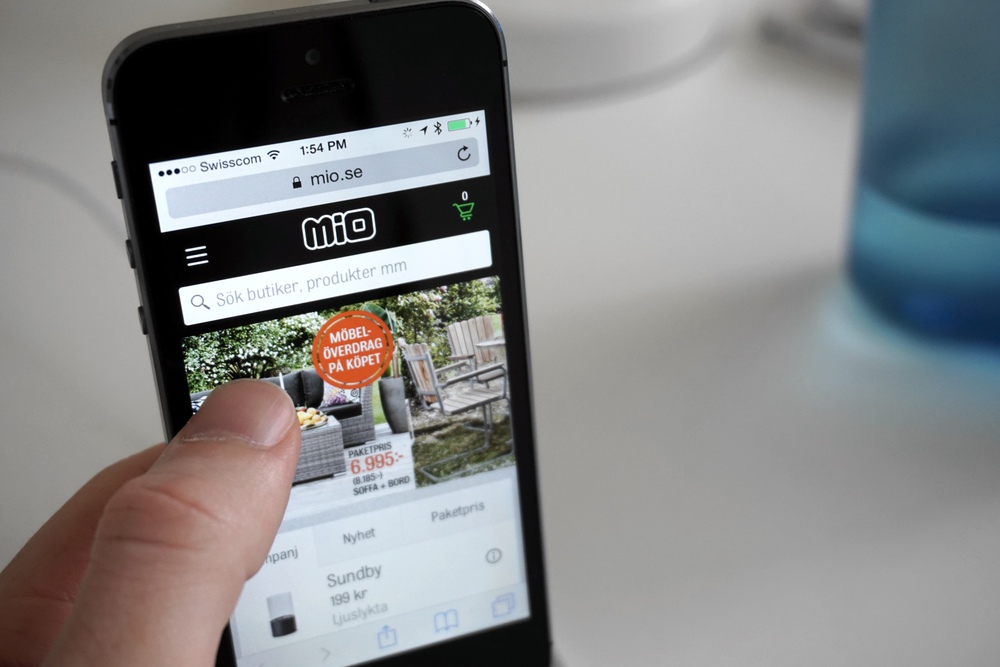 Swisscom 1:54 PM
mio.se
mio
0
Sök butiker, produkter mm
MÖBEL-
ÖVERDRAG
PÅ KÖPET
PAKETPRIS
6.995:-
(8.185:-)
SOFFA + BORD
mpanj Nyhet Paketpris
Sundby
199 kr
Ljuslykta